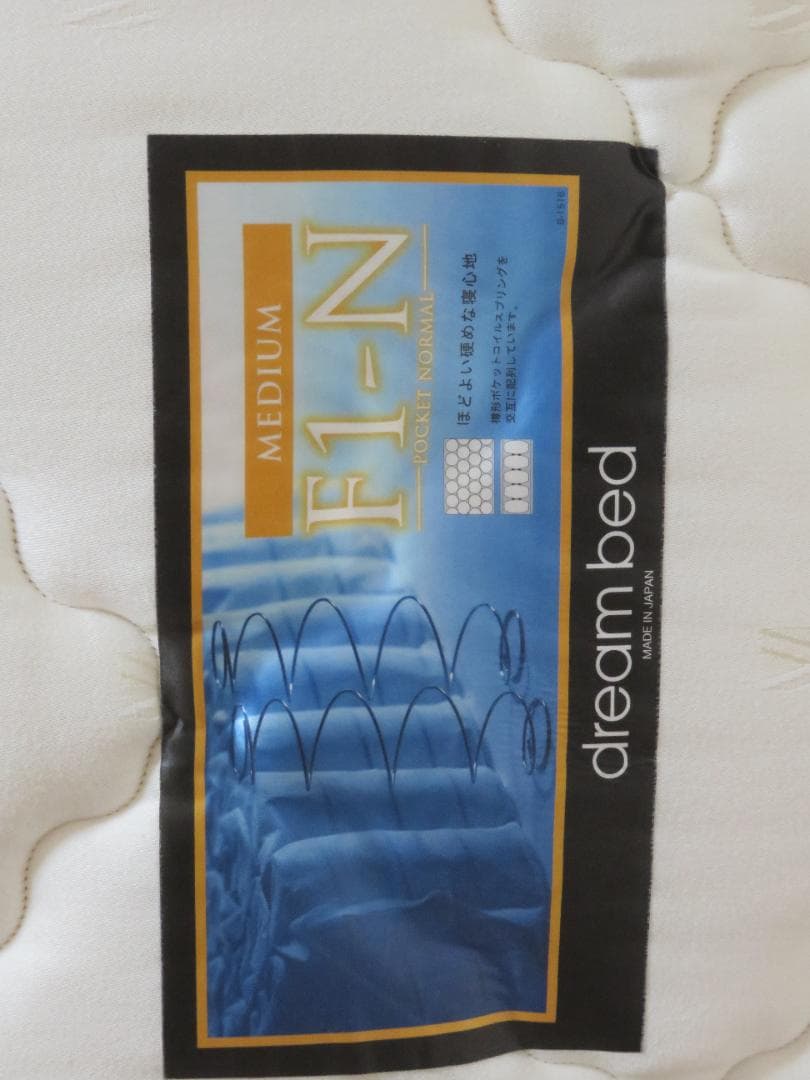 MEDIUM
F1-N
POCKET NORMAL
ほどよい硬めな寝心地
樽形ポケットコイルスプリングを
交互に配列しています。
B-1516
dream bed
MADE IN JAPAN